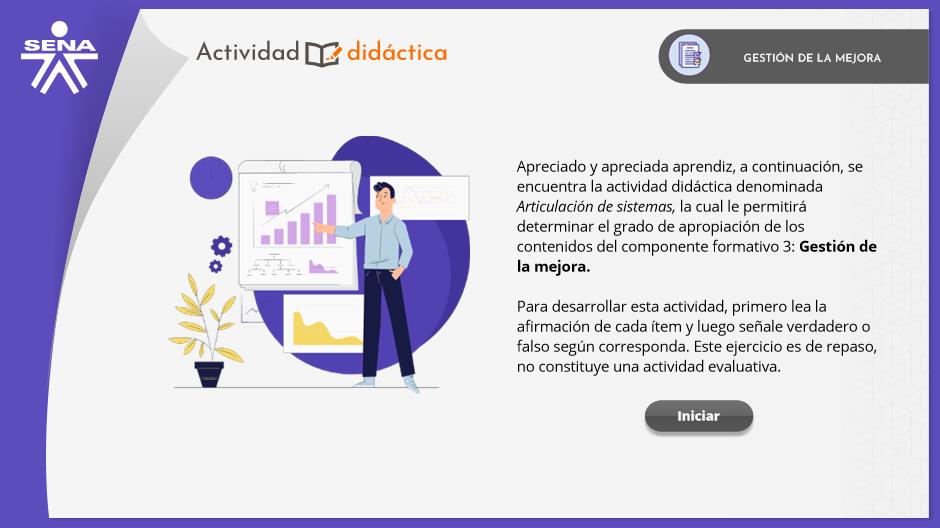 SENA
Actividad didáctica
GESTIÓN DE LA MEJORA
Apreciado y apreciada aprendiz, a continuación, se
encuentra la actividad didáctica denominada
Articulación de sistemas, la cual le permitirá
determinar el grado de apropiación de los
contenidos del componente formativo 3: Gestión de
la mejora.
Para desarrollar esta actividad, primero lea la
afirmación de cada ítem y luego señale verdadero o
falso según corresponda. Este ejercicio es de repaso,
no constituye una actividad evaluativa.
Iniciar